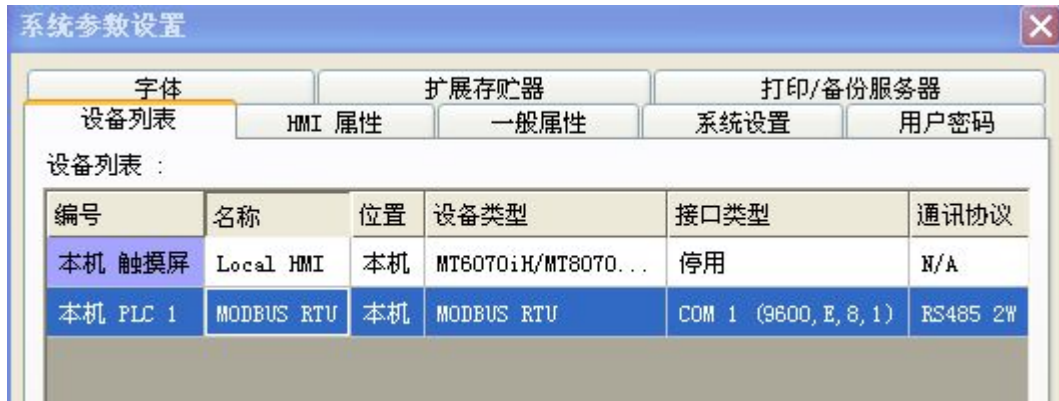 系统参数设置
字体 扩展存贮器 打印/备份服务器
设备列表 HMI 属性 一般属性 系统设置 用户密码
设备列表 :
编号 名称 位置 设备类型 接口类型 通讯协议
本机 触摸屏 Local HMI 本机 MT6070iH/MT8070... 停用 N/A
本机 PLC 1 MODBUS RTU 本机 MODBUS RTU COM 1 (9600,E,8,1) RS485 2W